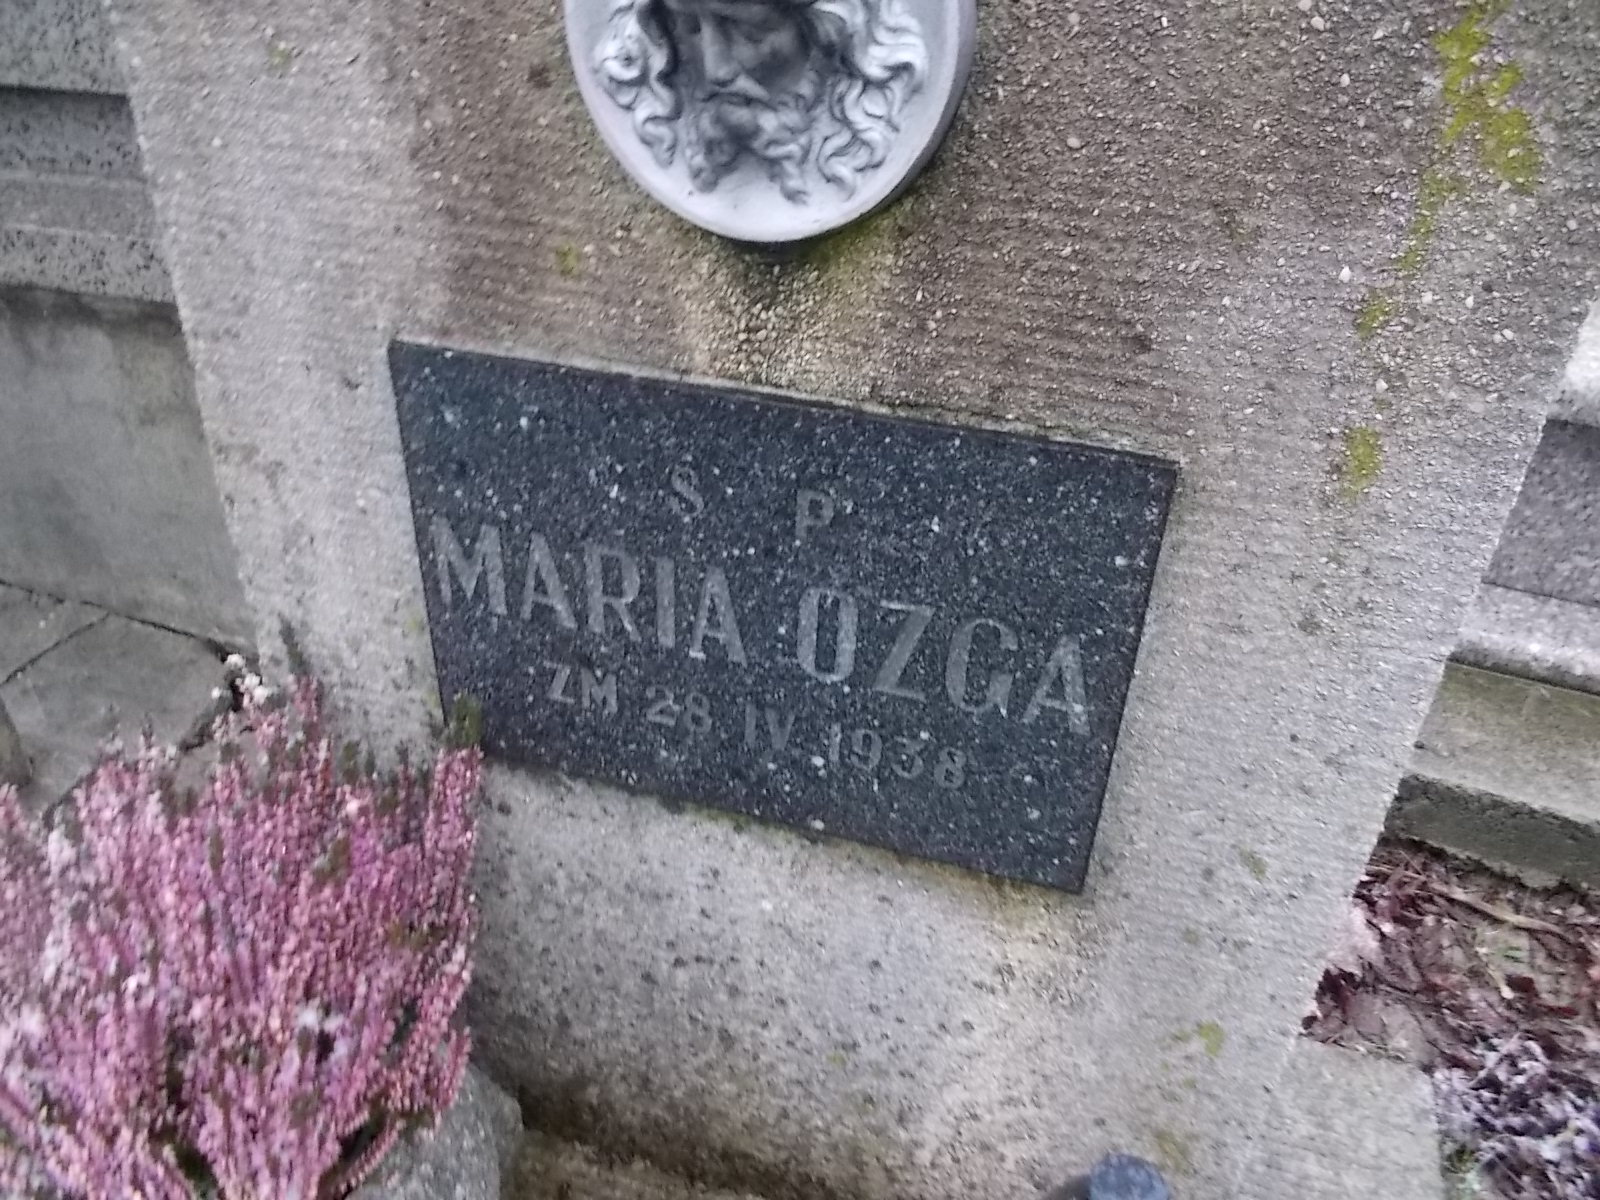 Ś P
MARIA OZGA
ZM 28 IV 1938